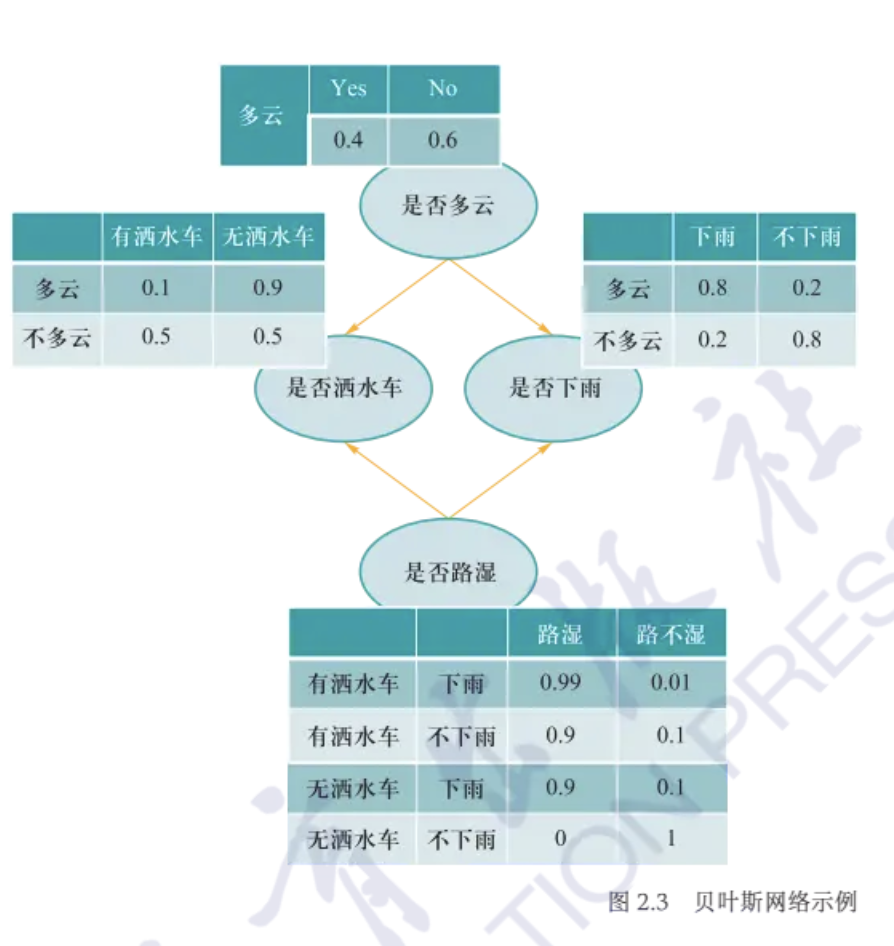 多云 Yes No
0.4 0.6
是否多云
有洒水车 无洒水车
多云 0.1 0.9
不多云 0.5 0.5
下雨 不下雨
多云 0.8 0.2
不多云 0.2 0.8
是否洒水车
是否下雨
是否路湿
路湿 路不湿
有洒水车 下雨 0.99 0.01
有洒水车 不下雨 0.9 0.1
无洒水车 下雨 0.9 0.1
无洒水车 不下雨 0 1
图 2.3 贝叶斯网络示例
TION PRES